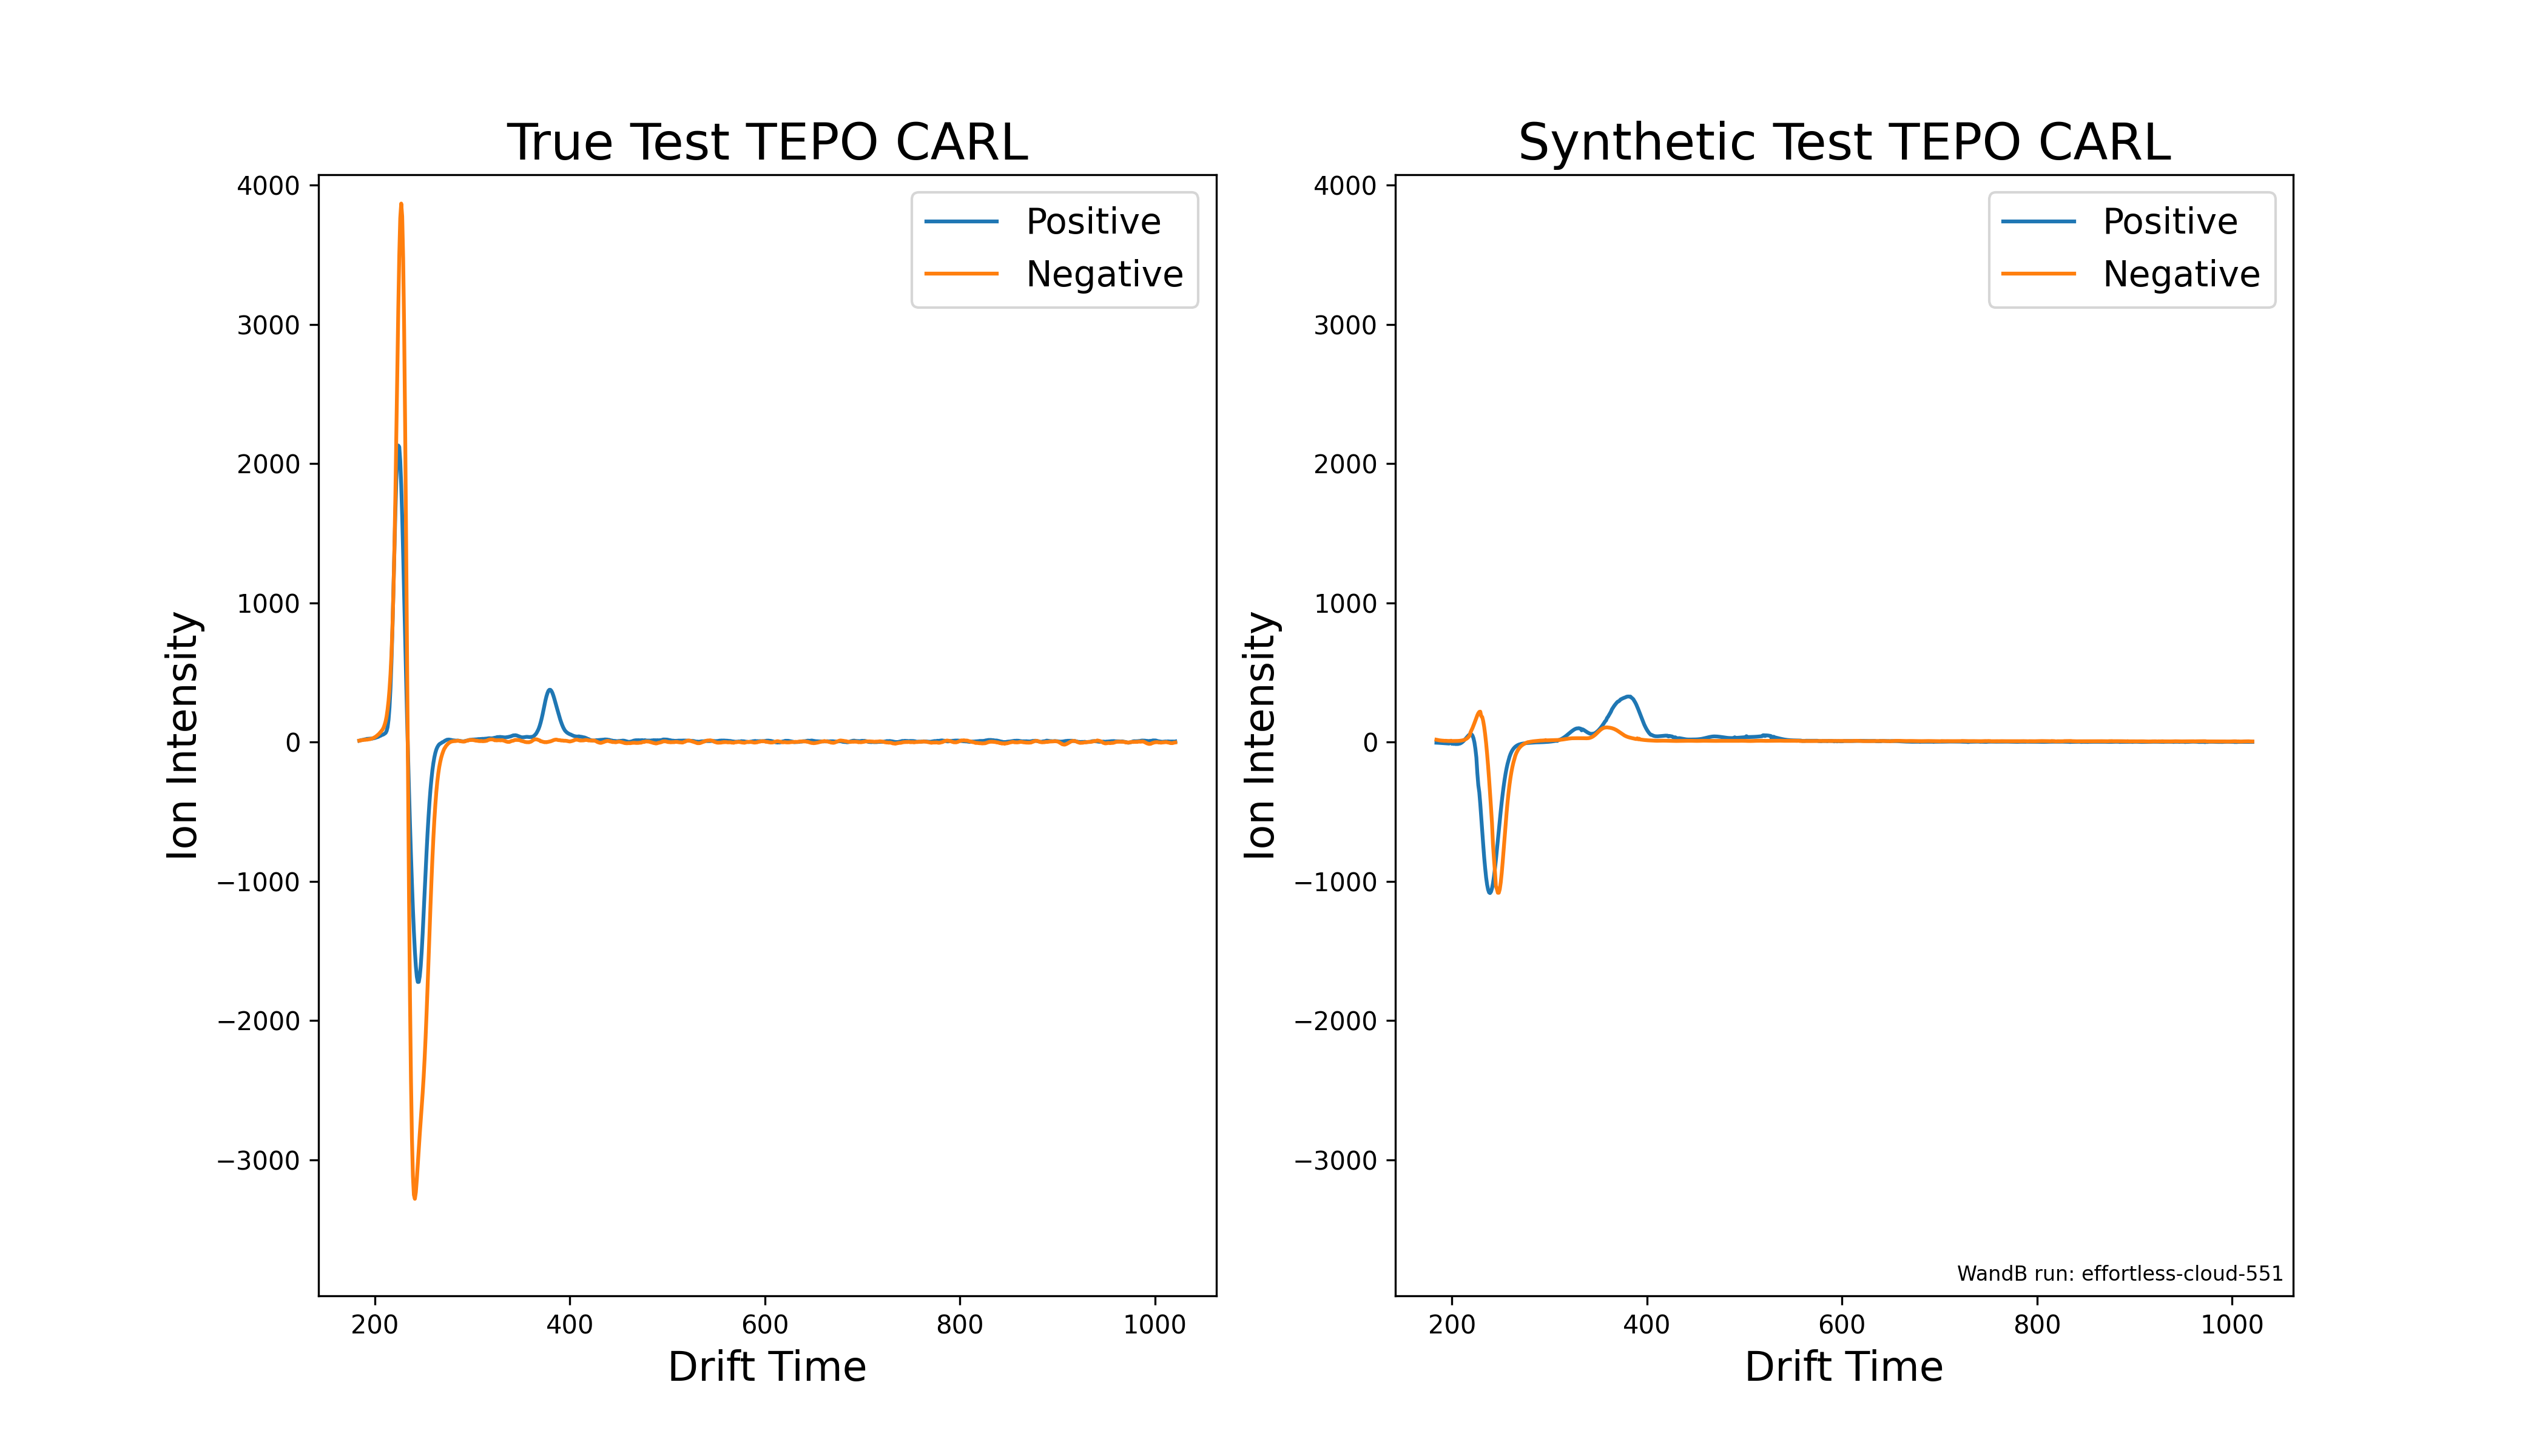 True Test TEPO CARL
4000
3000
2000
1000
0
−1000
−2000
−3000
Ion Intensity
Positive
Negative
200 400 600 800 1000
Drift Time
Synthetic Test TEPO CARL
4000
3000
2000
1000
0
−1000
−2000
−3000
Ion Intensity
Positive
Negative
WandB run: effortless-cloud-551
200 400 600 800 1000
Drift Time